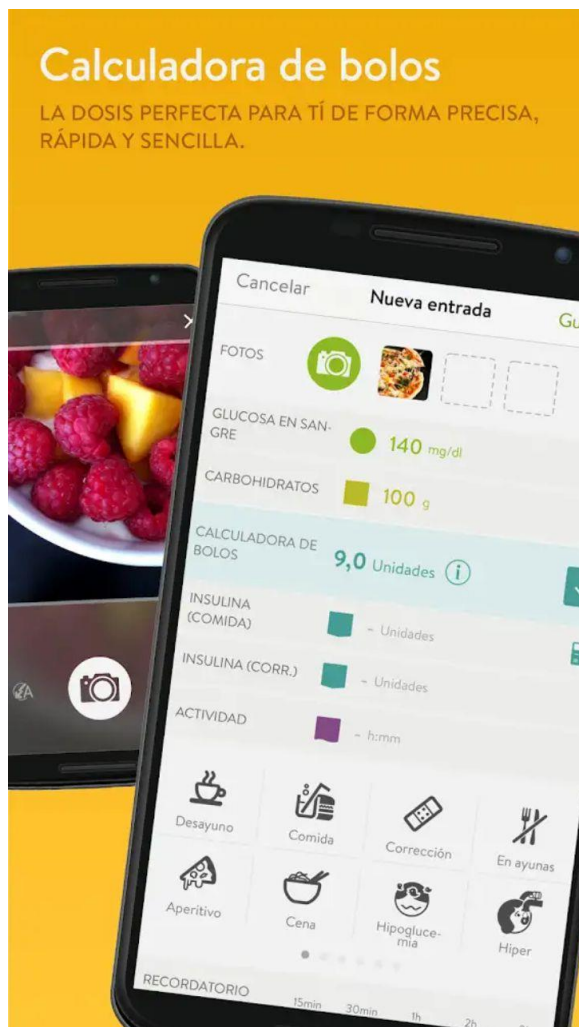 Calculadora de bolos
LA DOSIS PERFECTA PARA TÍ DE FORMA PRECISA,
RÁPIDA Y SENCILLA.
Cancelar Nueva entrada
FOTOS
GLUCOSA EN SAN-
GRE
140 mg/dl
CARBOHIDRATOS 100 g
CALCULADORA DE
BOLOS
9,0 Unidades i
INSULINA
(COMIDA)
- Unidades
INSULINA (CORR.) - Unidades
ACTIVIDAD - h:mm
Desayuno Comida Corrección En ayunas
Aperitivo Cena Hipogluce-
mia
Hiper
RECORDATORIO 15min 30min 1h 2h